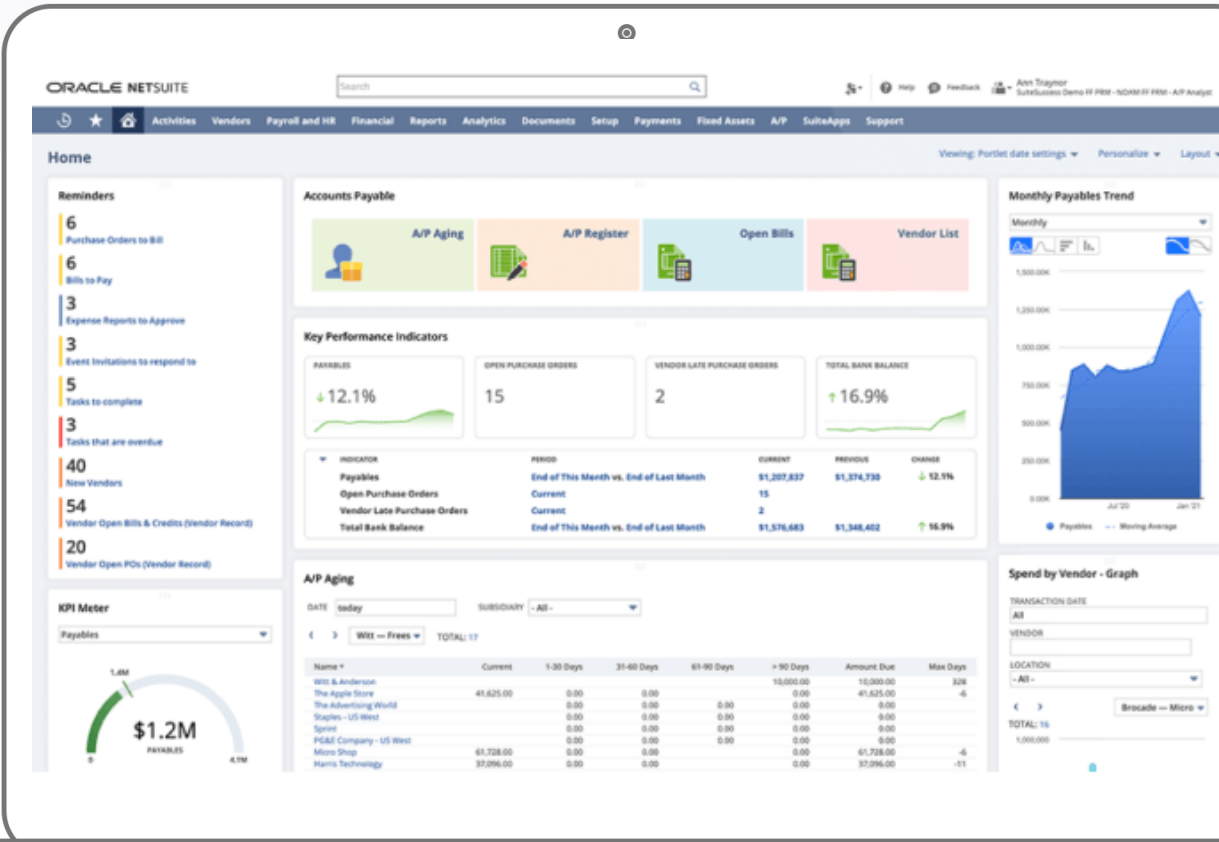 ORACLE NETSUITE
Search
Help
Feedback
Ann Traynor
SuiteSuccess Demo FF PRM - NOAM FF PRM - A/P Analyst
Activities Vendors Payroll and HR Financial Reports Analytics Documents Setup Payments Fixed Assets A/P SuiteApps Support
Home
Viewing: Portlet date settings Personalize Layout
Reminders
6
Purchase Orders to Bill
6
Bills to Pay
3
Expense Reports to Approve
3
Event Invitations to respond to
5
Tasks to complete
3
Tasks that are overdue
40
New Vendors
54
Vendor Open Bills & Credits (Vendor Record)
20
Vendor Open POs (Vendor Record)
KPI Meter
Payables
1.4M
$1.2M
PAYABLES
0
4.1M
Accounts Payable
A/P Aging
A/P Register
Open Bills
Vendor List
Key Performance Indicators
PAYABLES
12.1%
OPEN PURCHASE ORDERS
15
VENDOR LATE PURCHASE ORDERS
2
TOTAL BANK BALANCE
16.9%
INDICATOR PERIOD CURRENT PREVIOUS CHANGE
Payables End of This Month vs. End of Last Month $1,207,837 $1,374,730 12.1%
Open Purchase Orders Current 15
Vendor Late Purchase Orders Current 2
Total Bank Balance End of This Month vs. End of Last Month $1,576,683 $1,348,402 16.9%
A/P Aging
DATE today SUBSIDIARY - All -
Witt — Frees TOTAL: 17
Name Current 1-30 Days 31-60 Days 61-90 Days > 90 Days Amount Due Max Days
Witt & Anderson 10,000.00 10,000.00 328
The Apple Store 41,625.00 0.00 0.00 0.00 41,625.00 -6
The Advertising World 0.00 0.00 0.00 0.00 0.00
Staples - US West 0.00 0.00 0.00 0.00 0.00
Sprint 0.00 0.00 0.00 0.00 0.00
PG&E Company - US West 0.00 0.00 0.00 0.00 0.00
Micro Shop 61,728.00 0.00 0.00 0.00 61,728.00 -6
Harris Technology 37,096.00 0.00 0.00 0.00 37,096.00 -11
Monthly Payables Trend
Monthly
1,500.00K
1,250.00K
1,000.00K
750.00K
500.00K
250.00K
0.00K
Jul '20 Jan '21
Payables Moving Average
Spend by Vendor - Graph
TRANSACTION DATE
All
VENDOR
LOCATION
- All -
Brocade — Micro
TOTAL: 16
1,000,000